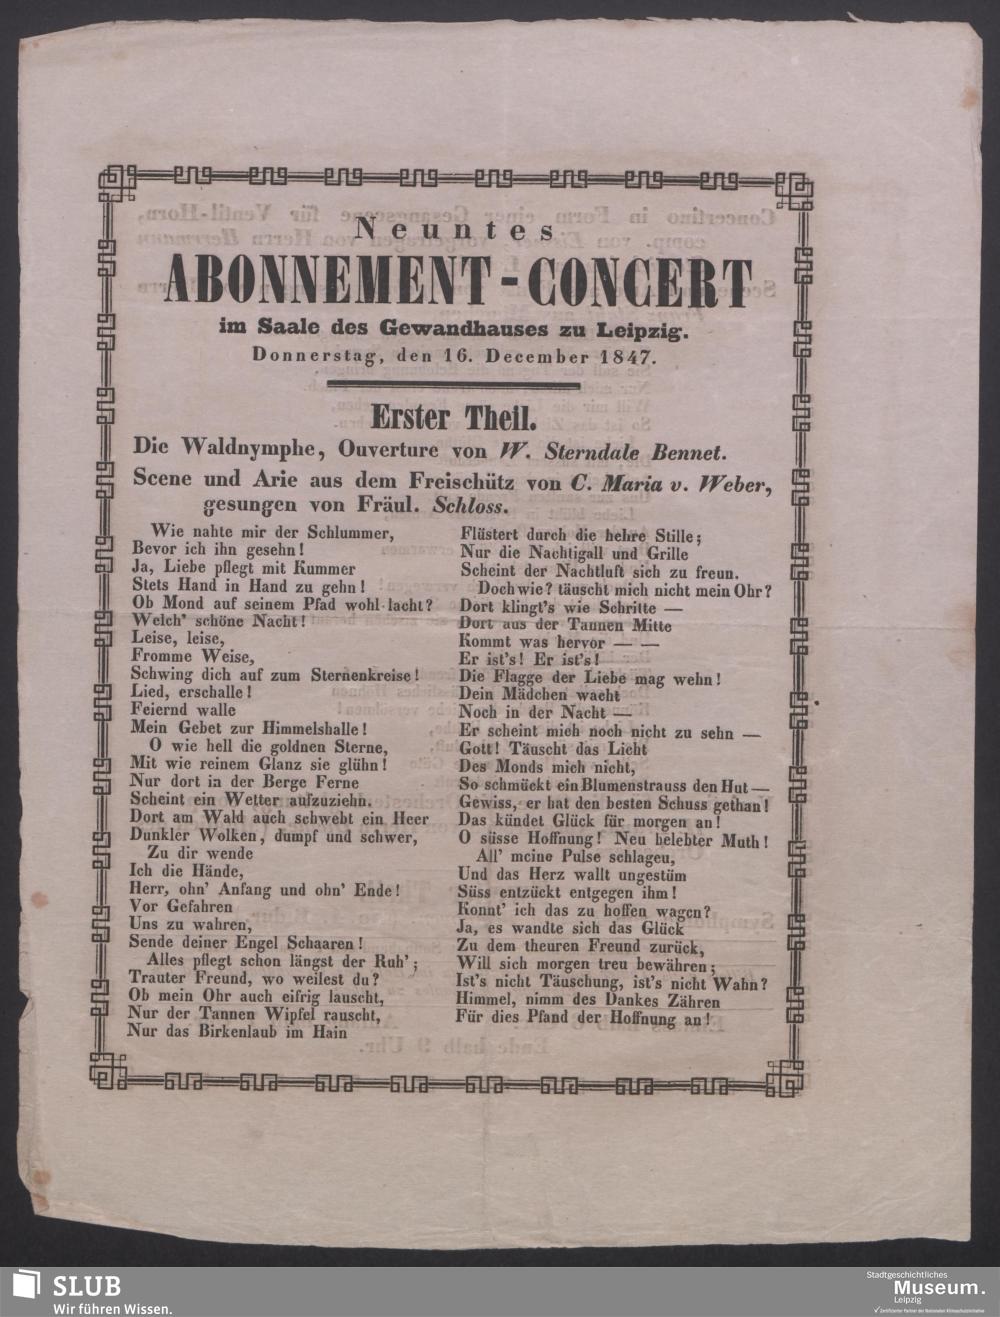 Neuntes
ABONNEMENT-CONCERT
im Saale des Gewandhauses zu Leipzig.
Donnerstag, den 16. December 1847.
Erster Theil.
Die Waldnymphe, Ouverture von W. Sterndale Bennet.
Scene und Arie aus dem Freischütz von C. Maria v. Weber,
gesungen von Fräul. Schloss.
Wie nahte mir der Schlummer,
Bevor ich ihn gesehn!
Ja, Liebe pflegt mit Kummer
Stets Hand in Hand zu gehn!
Ob Mond auf seinem Pfad wohl lacht?
Welch' schöne Nacht!
Leise, leise,
Fromme Weise,
Schwing dich auf zum Sternenkreise!
Lied, erschalle!
Feiernd walle
Mein Gebet zur Himmelshalle!
O wie hell die goldnen Sterne,
Mit wie reinem Glanz sie glühn!
Nur dort in der Berge Ferne
Scheint ein Wetter aufzuziehn.
Dort am Wald auch schwebt ein Heer
Dunkler Wolken, dumpf und schwer,
Zu dir wende
Ich die Hände,
Herr, ohn' Anfang und ohn' Ende!
Vor Gefahren
Uns zu wahren,
Sende deiner Engel Schaaren!
Alles pflegt schon längst der Ruh';
Trauter Freund, wo weilest du?
Ob mein Ohr auch eifrig lauscht,
Nur der Tannen Wipfel rauscht,
Nur das Birkenlaub im Hain
Flüstert durch die hehre Stille;
Nur die Nachtigall und Grille
Scheint der Nachtluft sich zu freun.
Doch wie? täuscht mich nicht mein Ohr?
Dort klingt's wie Schritte —
Dort aus der Tannen Mitte
Kommt was hervor — —
Er ist's! Er ist's!
Die Flagge der Liebe mag wehn!
Dein Mädchen wacht
Noch in der Nacht —
Er scheint mich noch nicht zu sehn —
Gott! Täuscht das Licht
Des Monds mich nicht,
So schmückt ein Blumenstrauss den Hut —
Gewiss, er hat den besten Schuss gethan!
Das kündet Glück für morgen an!
O süsse Hoffnung! Neu belebter Muth!
All' meine Pulse schlagen,
Und das Herz wallt ungestüm
Süss entzückt entgegen ihm!
Konnt' ich das zu hoffen wagen?
Ja, es wandte sich das Glück
Zu dem theuren Freund zurück,
Will sich morgen treu bewähren;
Ist's nicht Täuschung, ist's nicht Wahn?
Himmel, nimm des Dankes Zähren
Für dies Pfand der Hoffnung an!
SLUB
Wir führen Wissen.
Stadtgeschichtliches
Museum.
Leipzig
Zertifizierter Partner der Nationalen Klimaschutzinitiative